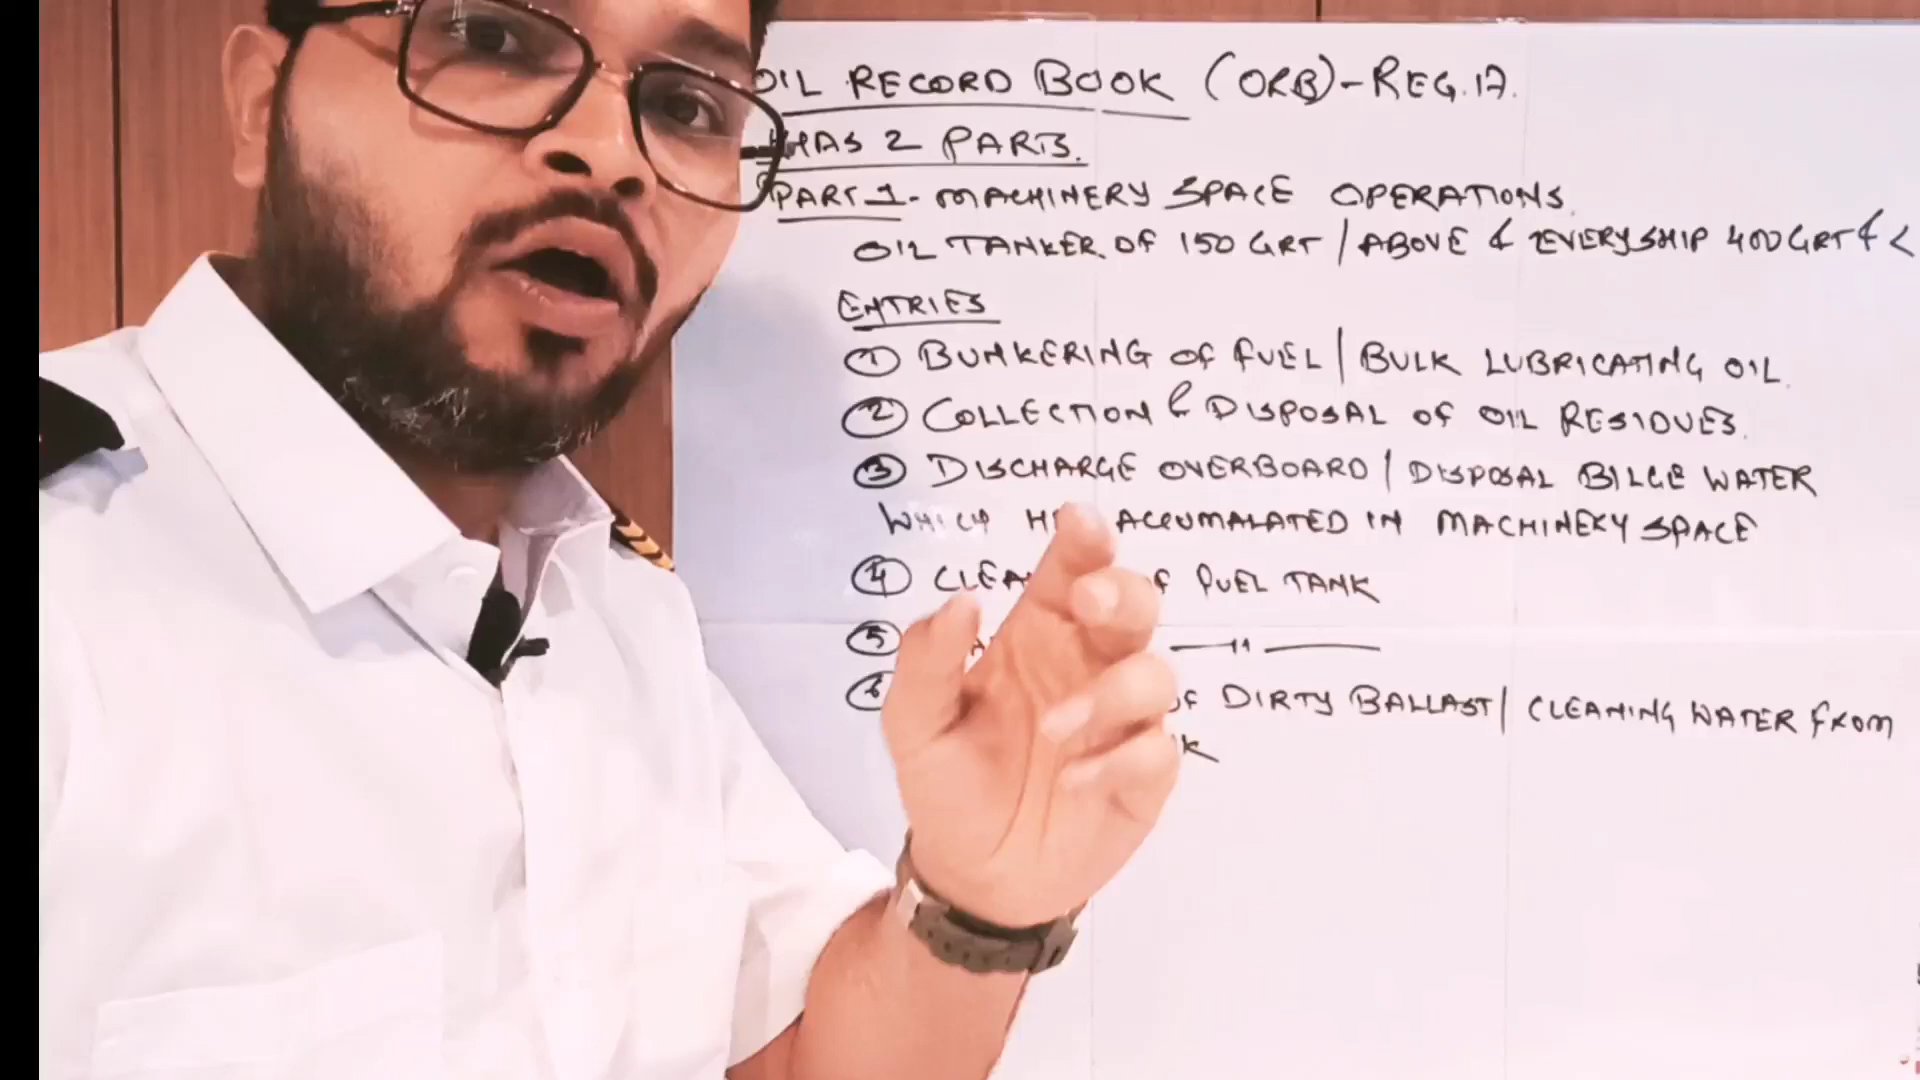 OIL RECORD BOOK (ORB)-REG.17.
HAS 2 PARTS.
PART 1- MACHINERY SPACE OPERATIONS.
OIL TANKER OF 150 GRT / ABOVE & EVERY SHIP 400 GRT & <
ENTRIES
① BUNKERING OF FUEL / BULK LUBRICATING OIL.
② COLLECTION & DISPOSAL OF OIL RESIDUES.
③ DISCHARGE OVERBOARD / DISPOSAL BILGE WATER
WHICH ACCUMALATED IN MACHINERY SPACE
④ FUEL TANK
⑤ —— " ——
⑥ OF DIRTY BALLAST / CLEANING WATER FROM